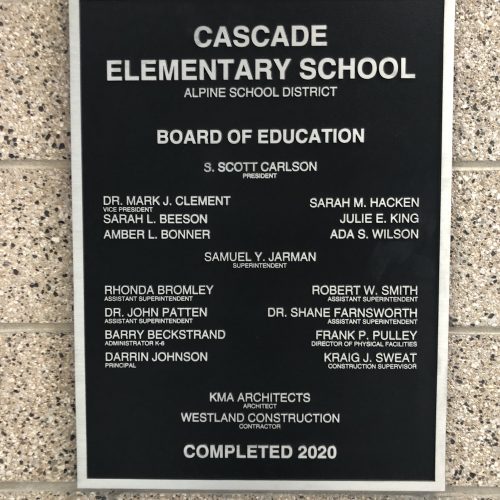 CASCADE
ELEMENTARY SCHOOL
ALPINE SCHOOL DISTRICT
BOARD OF EDUCATION
S. SCOTT CARLSON
PRESIDENT
DR. MARK J. CLEMENT
VICE PRESIDENT
SARAH M. HACKEN
SARAH L. BEESON
JULIE E. KING
AMBER L. BONNER
ADA S. WILSON
SAMUEL Y. JARMAN
SUPERINTENDENT
RHONDA BROMLEY
ASSISTANT SUPERINTENDENT
ROBERT W. SMITH
ASSISTANT SUPERINTENDENT
DR. JOHN PATTEN
ASSISTANT SUPERINTENDENT
DR. SHANE FARNSWORTH
ASSISTANT SUPERINTENDENT
BARRY BECKSTRAND
ADMINISTRATOR K-6
FRANK P. PULLEY
DIRECTOR OF PHYSICAL FACILITIES
DARRIN JOHNSON
PRINCIPAL
KRAIG J. SWEAT
CONSTRUCTION SUPERVISOR
KMA ARCHITECTS
ARCHITECT
WESTLAND CONSTRUCTION
CONTRACTOR
COMPLETED 2020